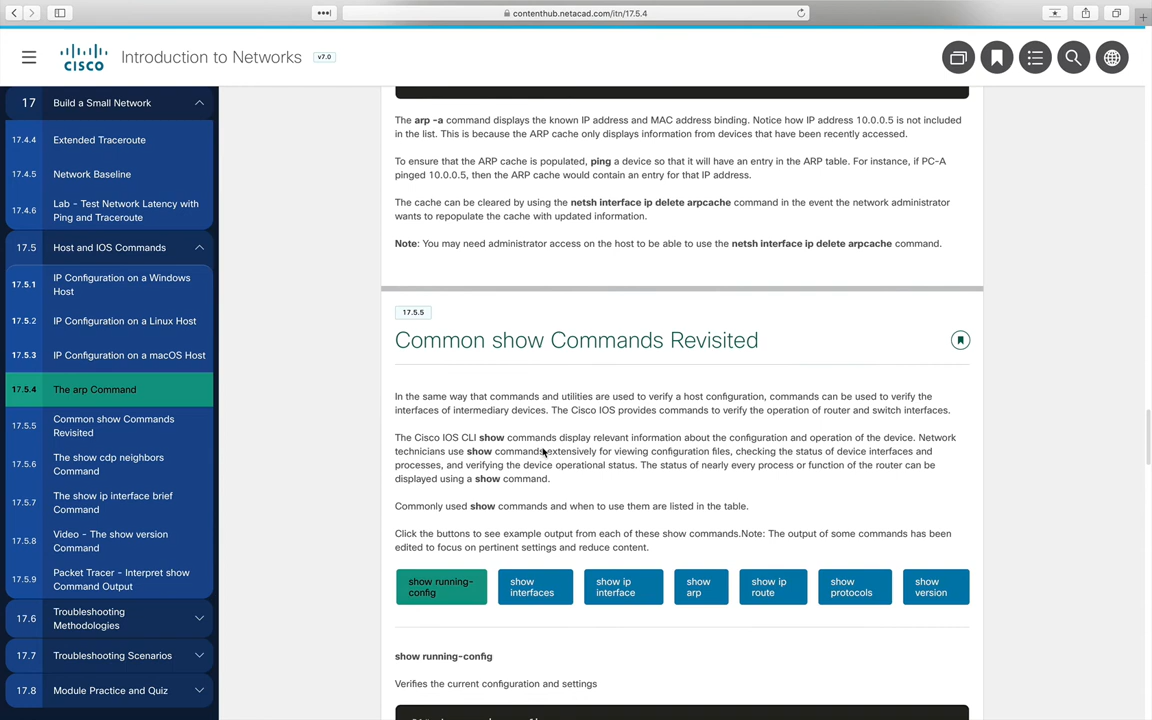 contenthub.netacad.com/itn/17.5.4
CISCO
Introduction to Networks
v7.0
17 Build a Small Network
17.4.4 Extended Traceroute
17.4.5 Network Baseline
17.4.6 Lab - Test Network Latency with
Ping and Traceroute
17.5 Host and IOS Commands
17.5.1 IP Configuration on a Windows
Host
17.5.2 IP Configuration on a Linux Host
17.5.3 IP Configuration on a macOS Host
17.5.4 The arp Command
17.5.5 Common show Commands
Revisited
17.5.6 The show cdp neighbors
Command
17.5.7 The show ip interface brief
Command
17.5.8 Video - The show version
Command
17.5.9 Packet Tracer - Interpret show
Command Output
17.6 Troubleshooting
Methodologies
17.7 Troubleshooting Scenarios
17.8 Module Practice and Quiz
The arp -a command displays the known IP address and MAC address binding. Notice how IP address 10.0.0.5 is not included
in the list. This is because the ARP cache only displays information from devices that have been recently accessed.
To ensure that the ARP cache is populated, ping a device so that it will have an entry in the ARP table. For instance, if PC-A
pinged 10.0.0.5, then the ARP cache would contain an entry for that IP address.
The cache can be cleared by using the netsh interface ip delete arpcache command in the event the network administrator
wants to repopulate the cache with updated information.
Note: You may need administrator access on the host to be able to use the netsh interface ip delete arpcache command.
17.5.5
Common show Commands Revisited
In the same way that commands and utilities are used to verify a host configuration, commands can be used to verify the
interfaces of intermediary devices. The Cisco IOS provides commands to verify the operation of router and switch interfaces.
The Cisco IOS CLI show commands display relevant information about the configuration and operation of the device. Network
technicians use show commands extensively for viewing configuration files, checking the status of device interfaces and
processes, and verifying the device operational status. The status of nearly every process or function of the router can be
displayed using a show command.
Commonly used show commands and when to use them are listed in the table.
Click the buttons to see example output from each of these show commands.Note: The output of some commands has been
edited to focus on pertinent settings and reduce content.
show running-
config
show
interfaces
show ip
interface
show
arp
show ip
route
show
protocols
show
version
show running-config
Verifies the current configuration and settings